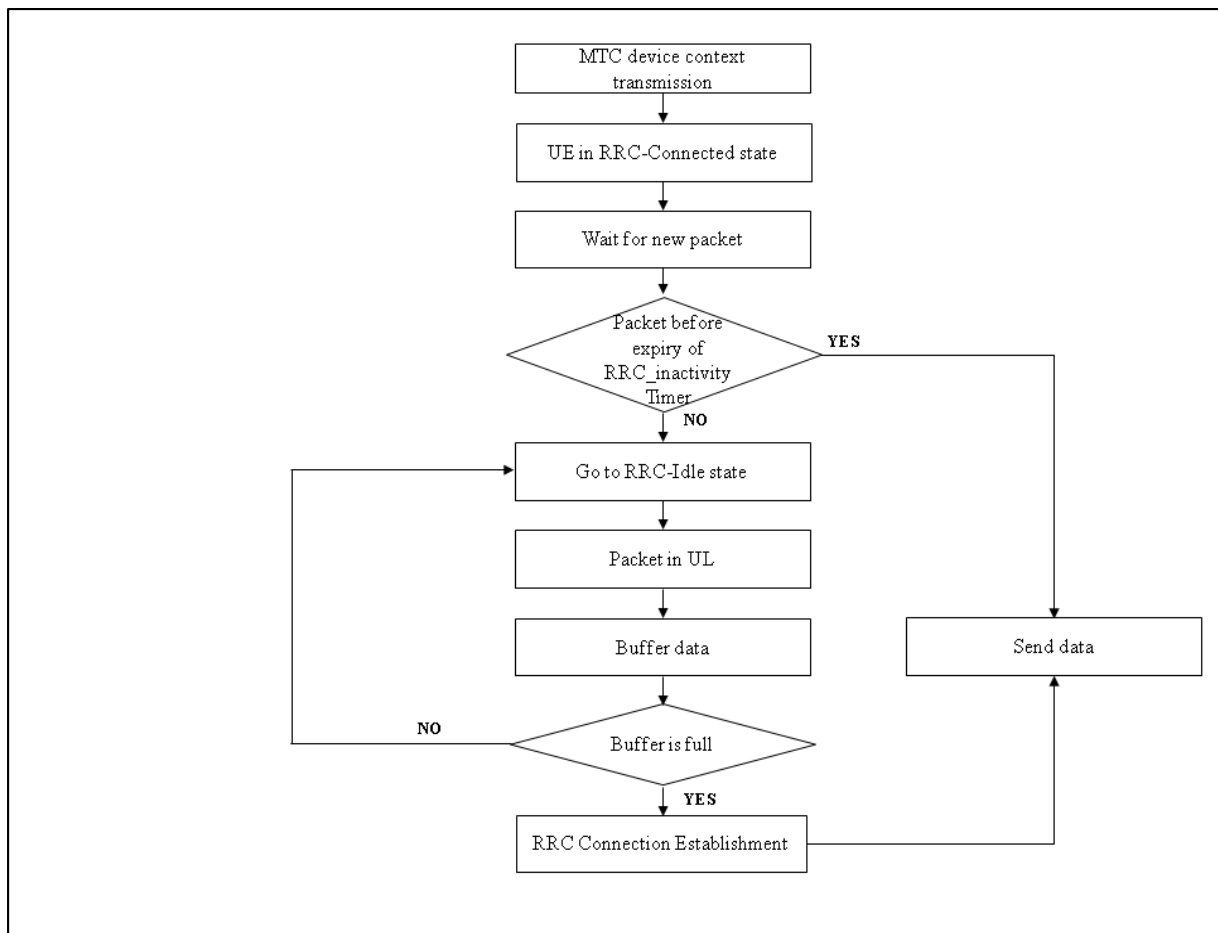 MTC device context
transmission
UE in RRC-Connected state
Wait for new packet
Packet before
expiry of
RRC_inactivity
Timer
YES
NO
Go to RRC-Idle state
Packet in UL
Buffer data
Send data
NO
Buffer is full
YES
RRC Connection Establishment